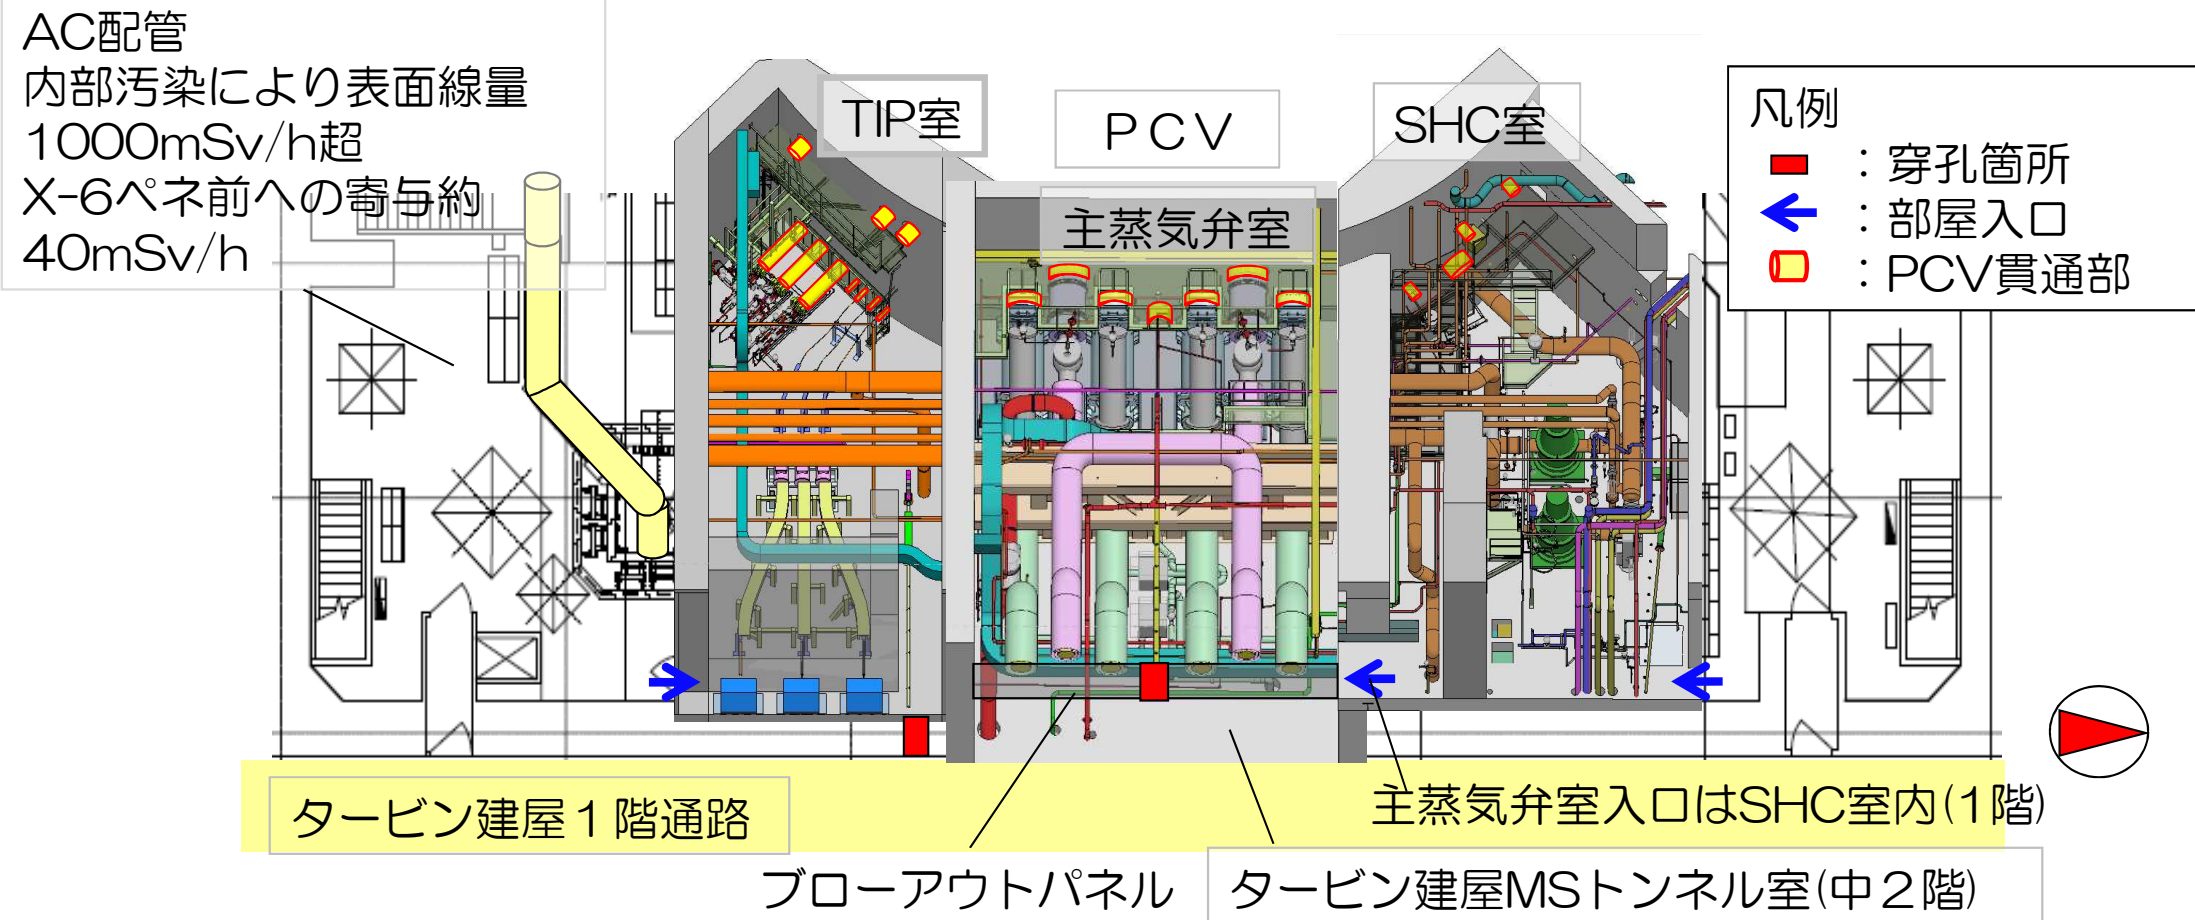 AC配管
内部汚染により表面線量
1000mSv/h超
X-6ペネ前への寄与約
40mSv/h
TIP室
ＰＣＶ
SHC室
主蒸気弁室
凡例
：穿孔箇所
：部屋入口
：PCV貫通部
タービン建屋１階通路
主蒸気弁室入口はSHC室内(1階)
ブローアウトパネル
タービン建屋MSトンネル室(中２階)